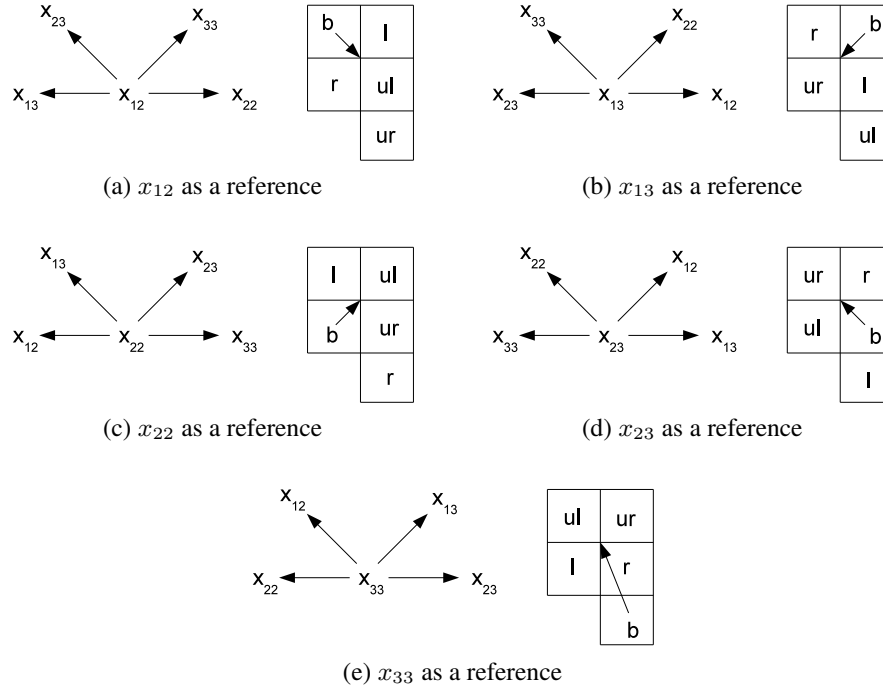 x23 x33 b l
x13 x12 x22 r ul
ur
(a) x12 as a reference
x33 x22 r b
x23 x13 x12 ur l
ul
(b) x13 as a reference
x13 x23 l ul
x12 x22 x33 b ur
r
(c) x22 as a reference
x22 x12 ur r
x33 x23 x13 ul b
l
(d) x23 as a reference
x12 x13 ul ur
x22 x33 x23 l r
b
(e) x33 as a reference